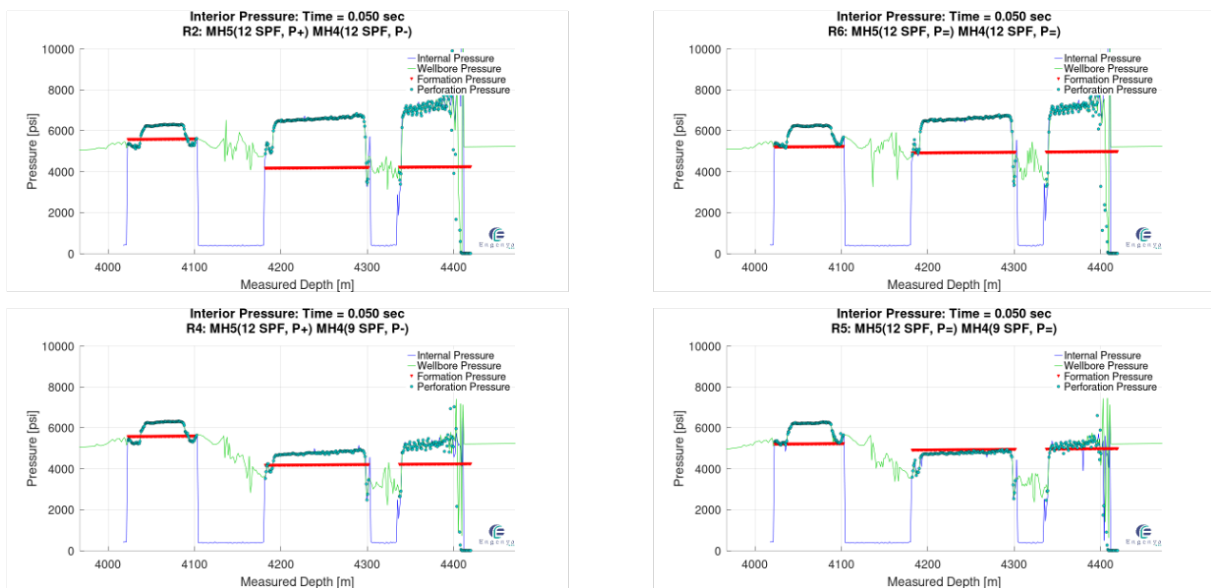 Interior Pressure: Time = 0.050 sec
R2: MH5(12 SPF, P+) MH4(12 SPF, P-)
10000
8000
6000
4000
2000
0
Pressure [psi]
Internal Pressure
Wellbore Pressure
Formation Pressure
Perforation Pressure
Engenya
4000 4100 4200 4300 4400
Measured Depth [m]
Interior Pressure: Time = 0.050 sec
R6: MH5(12 SPF, P=) MH4(12 SPF, P=)
10000
8000
6000
4000
2000
0
Pressure [psi]
Internal Pressure
Wellbore Pressure
Formation Pressure
Perforation Pressure
Engenya
4000 4100 4200 4300 4400
Measured Depth [m]
Interior Pressure: Time = 0.050 sec
R4: MH5(12 SPF, P+) MH4(9 SPF, P-)
10000
8000
6000
4000
2000
0
Pressure [psi]
Internal Pressure
Wellbore Pressure
Formation Pressure
Perforation Pressure
Engenya
4000 4100 4200 4300 4400
Measured Depth [m]
Interior Pressure: Time = 0.050 sec
R5: MH5(12 SPF, P=) MH4(9 SPF, P=)
10000
8000
6000
4000
2000
0
Pressure [psi]
Internal Pressure
Wellbore Pressure
Formation Pressure
Perforation Pressure
Engenya
4000 4100 4200 4300 4400
Measured Depth [m]